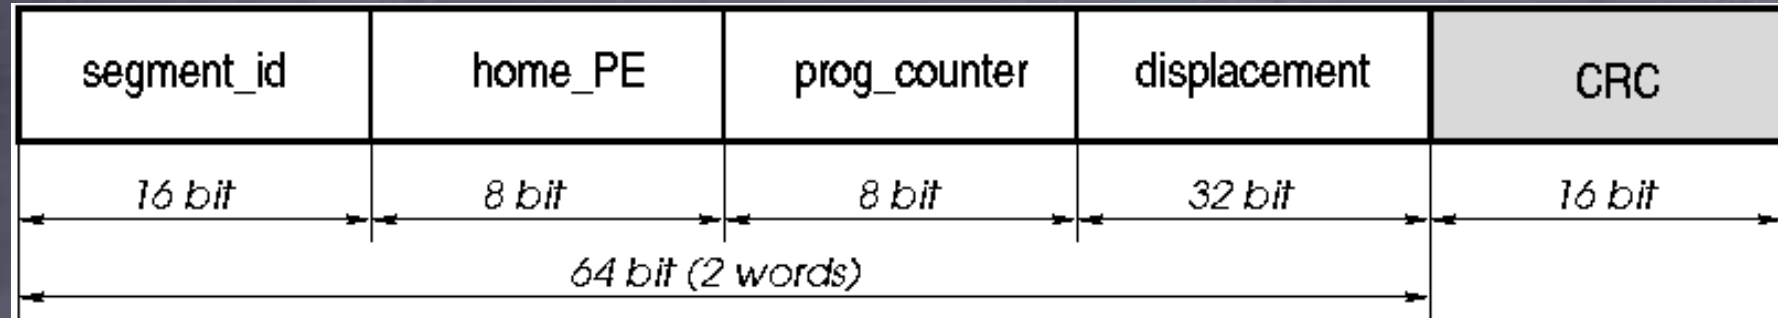 segment_id home_PE prog_counter displacement CRC
16 bit 8 bit 8 bit 32 bit 16 bit
64 bit (2 words)